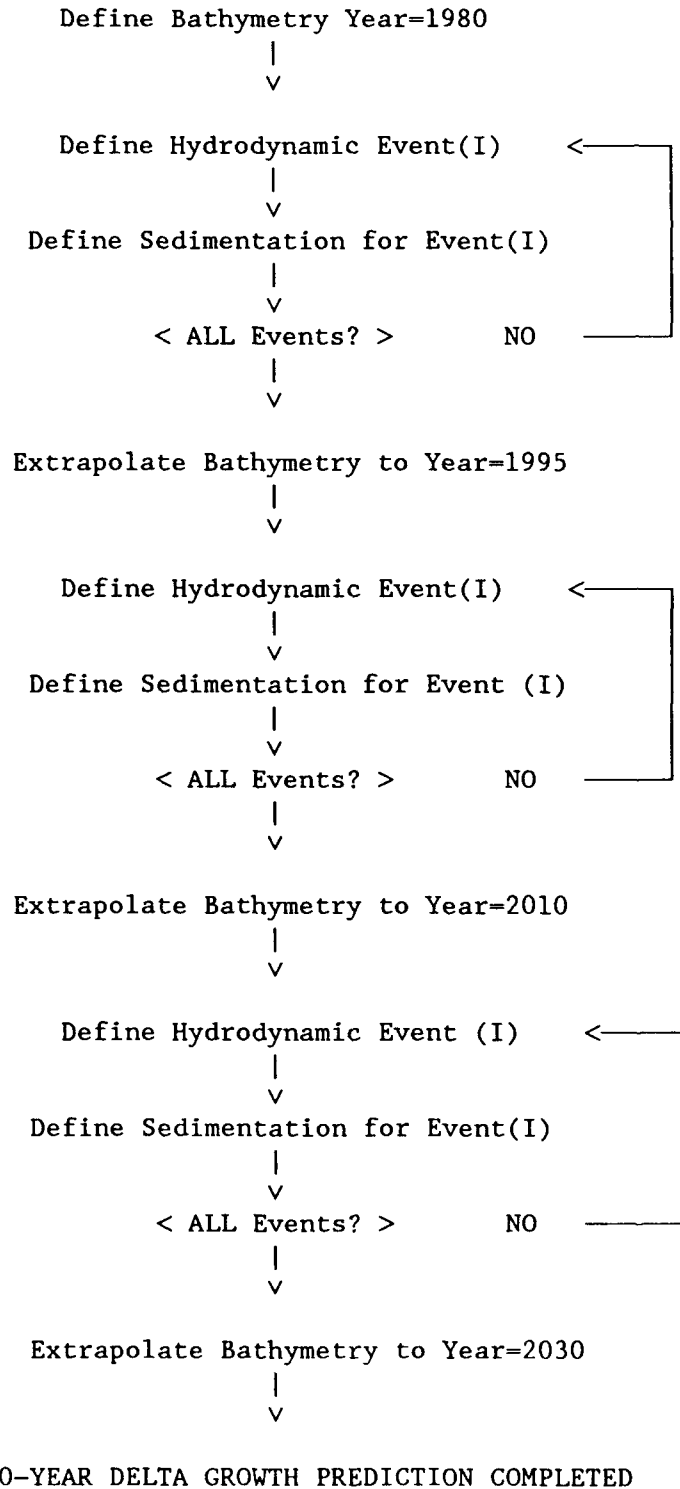 Define Bathymetry Year=1980
Define Hydrodynamic Event(I)
Define Sedimentation for Event(I)
< ALL Events? > NO
Extrapolate Bathymetry to Year=1995
Define Hydrodynamic Event(I)
Define Sedimentation for Event (I)
< ALL Events? > NO
Extrapolate Bathymetry to Year=2010
Define Hydrodynamic Event (I)
Define Sedimentation for Event(I)
< ALL Events? > NO
Extrapolate Bathymetry to Year=2030
0-YEAR DELTA GROWTH PREDICTION COMPLETED